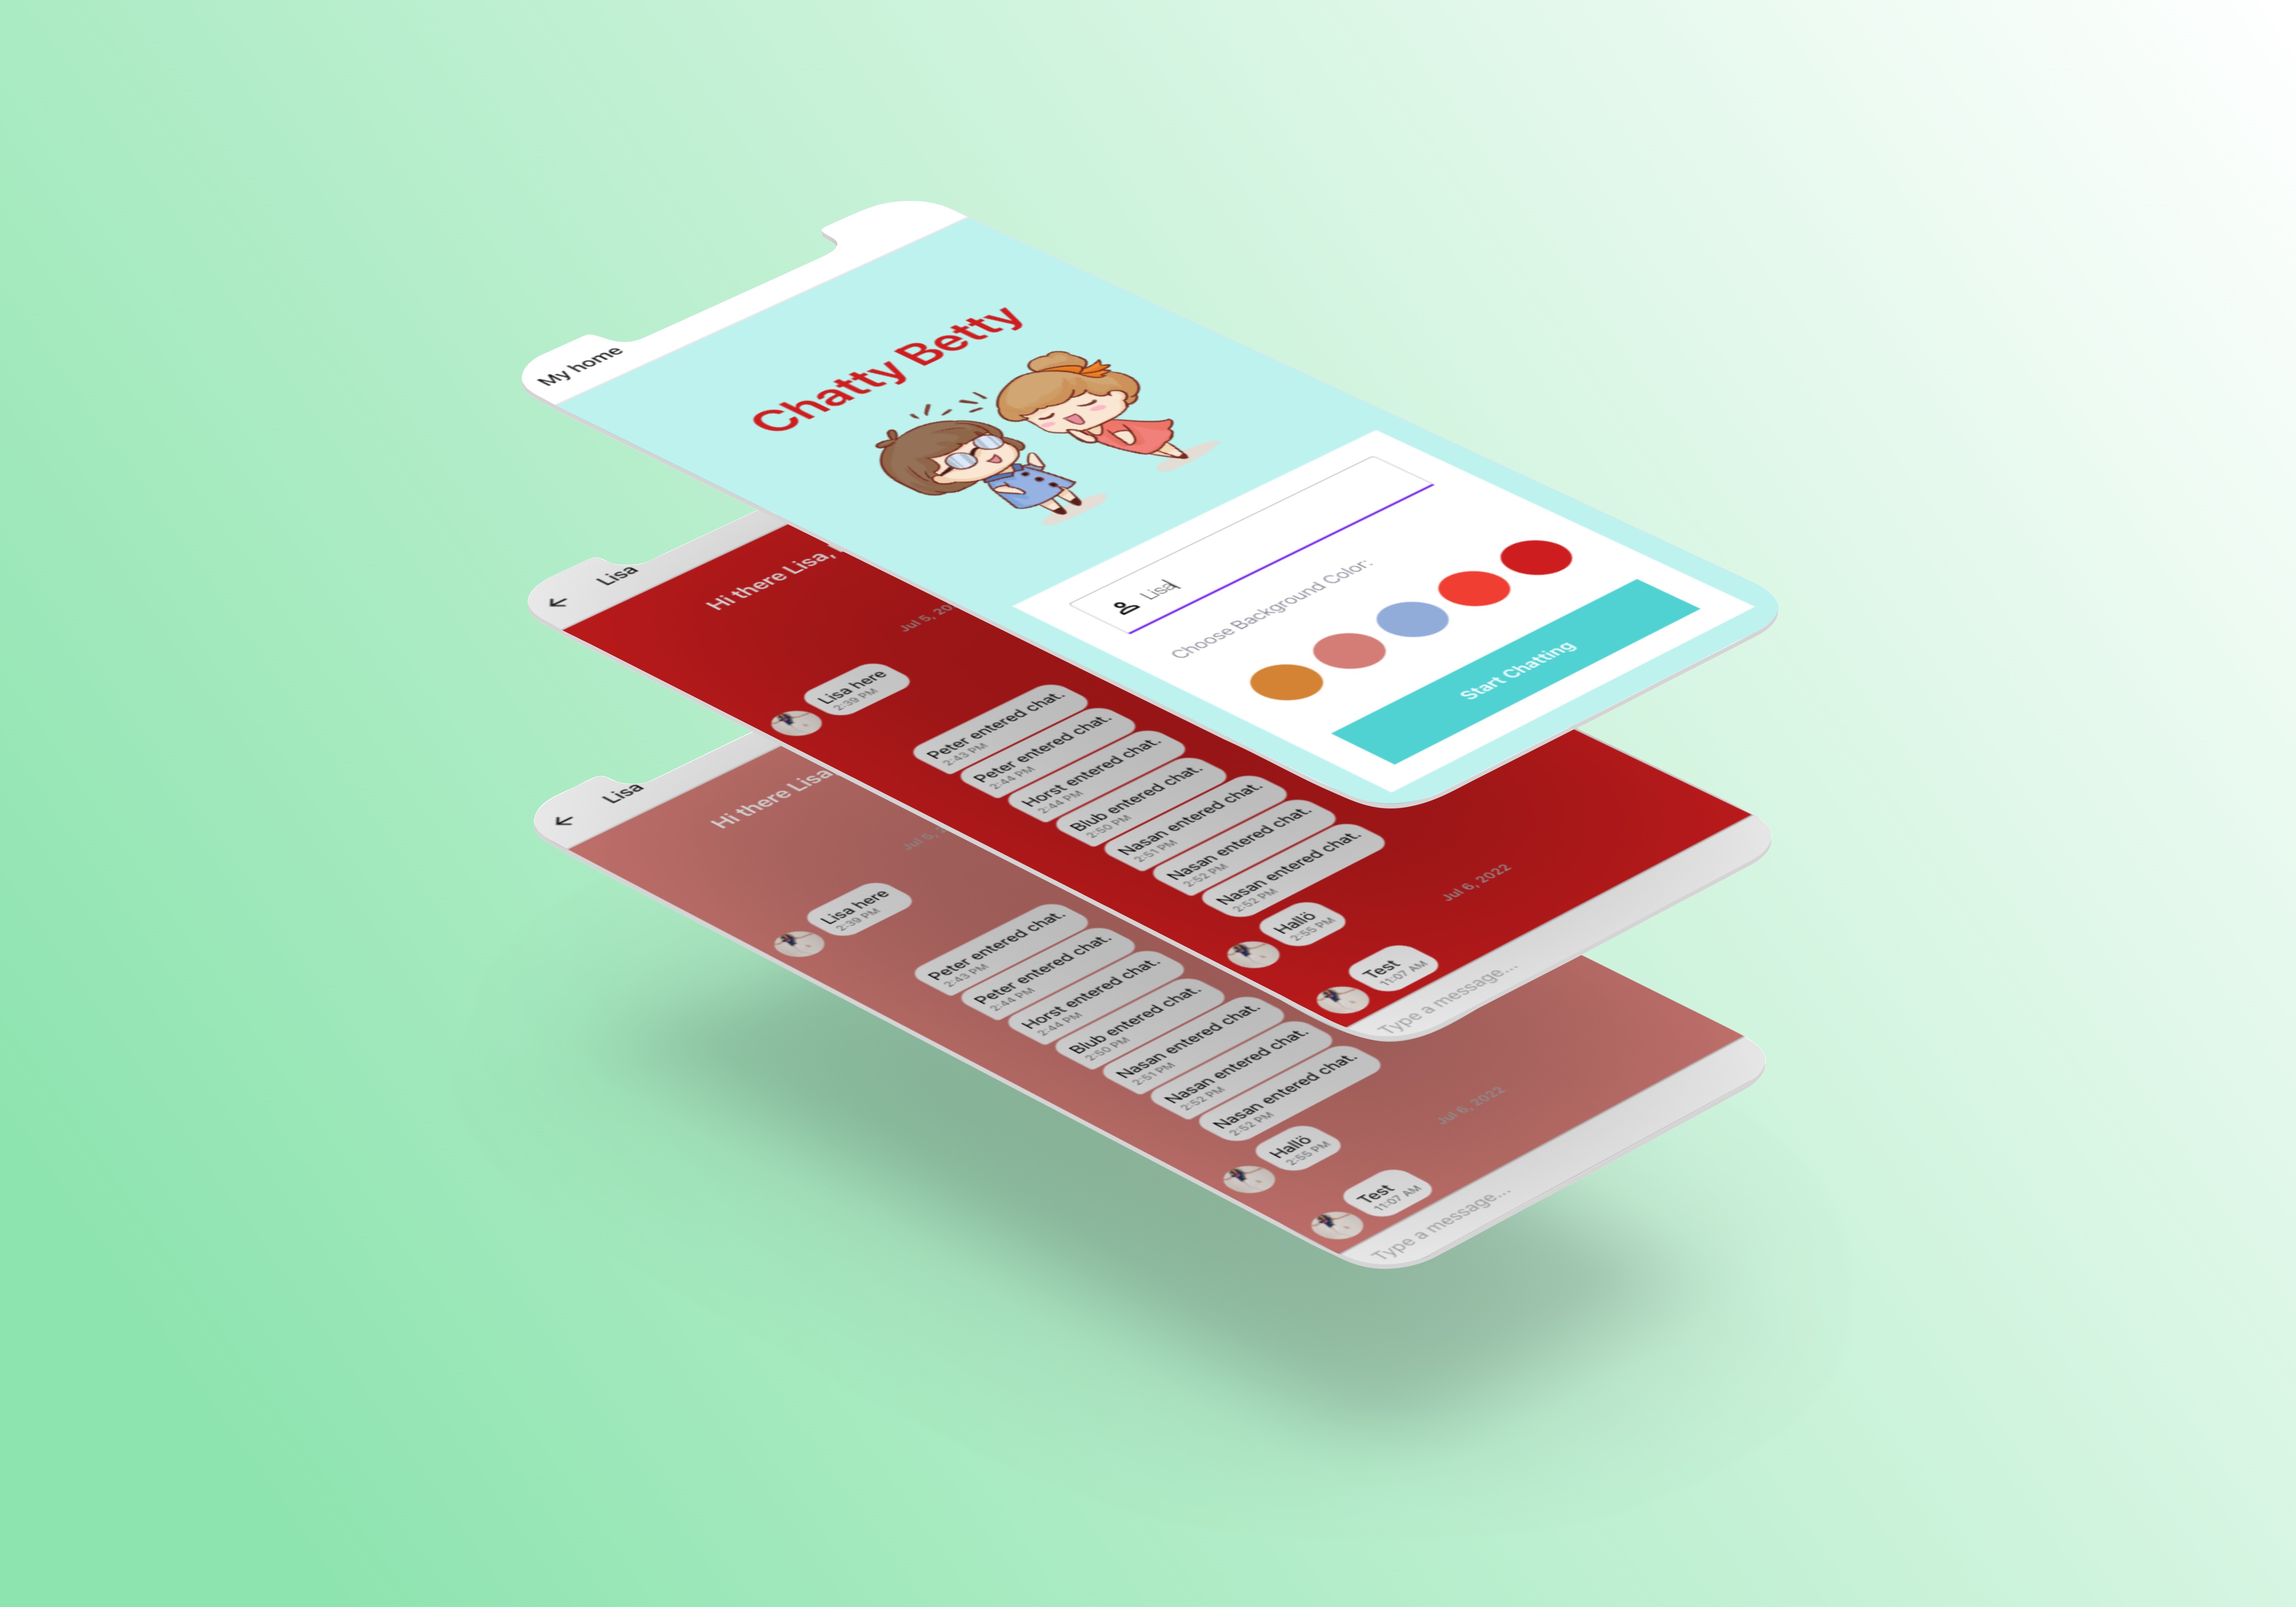 My home
Chatty Betty
Lisa
Choose Background Color:
Start Chatting
Lisa
Hi there Lisa,
Jul 5, 20
Lisa here
2:39 PM
Peter entered chat.
2:43 PM
Peter entered chat.
2:44 PM
Horst entered chat.
2:44 PM
Blub entered chat.
2:50 PM
Nasan entered chat.
2:51 PM
Nasan entered chat.
2:52 PM
Nasan entered chat.
2:52 PM
Hallö
2:55 PM
Jul 6, 2022
Test
11:07 AM
Type a message...
Lisa
Hi there Lisa
Jul 5,
Lisa here
2:39 PM
Peter entered chat.
2:43 PM
Peter entered chat.
2:44 PM
Horst entered chat.
2:44 PM
Blub entered chat.
2:50 PM
Nasan entered chat.
2:51 PM
Nasan entered chat.
2:52 PM
Nasan entered chat.
2:52 PM
Hallö
2:55 PM
Jul 6, 2022
Test
11:07 AM
Type a message...